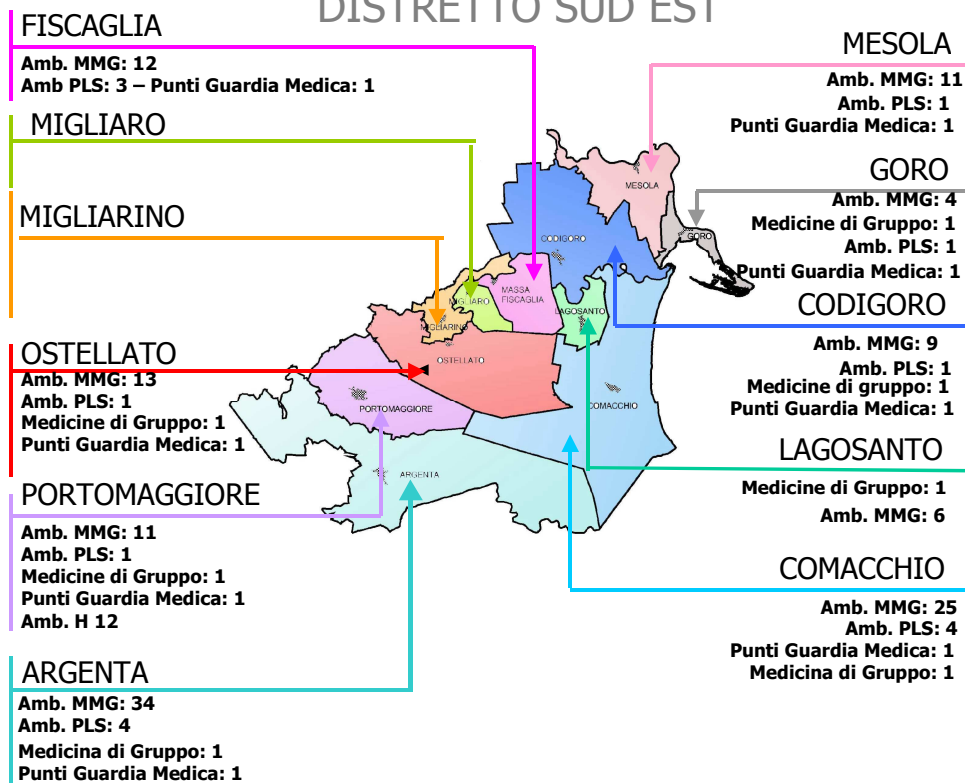 DISTRETTO SUD EST
FISCAGLIA
Amb. MMG: 12
Amb PLS: 3 – Punti Guardia Medica: 1
MIGLIARO
MIGLIARINO
OSTELLATO
Amb. MMG: 13
Amb. PLS: 1
Medicine di Gruppo: 1
Punti Guardia Medica: 1
PORTOMAGGIORE
Amb. MMG: 11
Amb. PLS: 1
Medicine di Gruppo: 1
Punti Guardia Medica: 1
Amb. H 12
ARGENTA
Amb. MMG: 34
Amb. PLS: 4
Medicina di Gruppo: 1
Punti Guardia Medica: 1
MESOLA
CODIGORO
GORO
MASSA
FISCAGLIA
MIGLIARO
LAGOSANTO
MIGLIARINO
OSTELLATO
PORTOMAGGIORE
COMACCHIO
ARGENTA
MESOLA
Amb. MMG: 11
Amb. PLS: 1
Punti Guardia Medica: 1
GORO
Amb. MMG: 4
Medicine di Gruppo: 1
Amb. PLS: 1
Punti Guardia Medica: 1
CODIGORO
Amb. MMG: 9
Amb. PLS: 1
Medicine di gruppo: 1
Punti Guardia Medica: 1
LAGOSANTO
Medicine di Gruppo: 1
Amb. MMG: 6
COMACCHIO
Amb. MMG: 25
Amb. PLS: 4
Punti Guardia Medica: 1
Medicina di Gruppo: 1